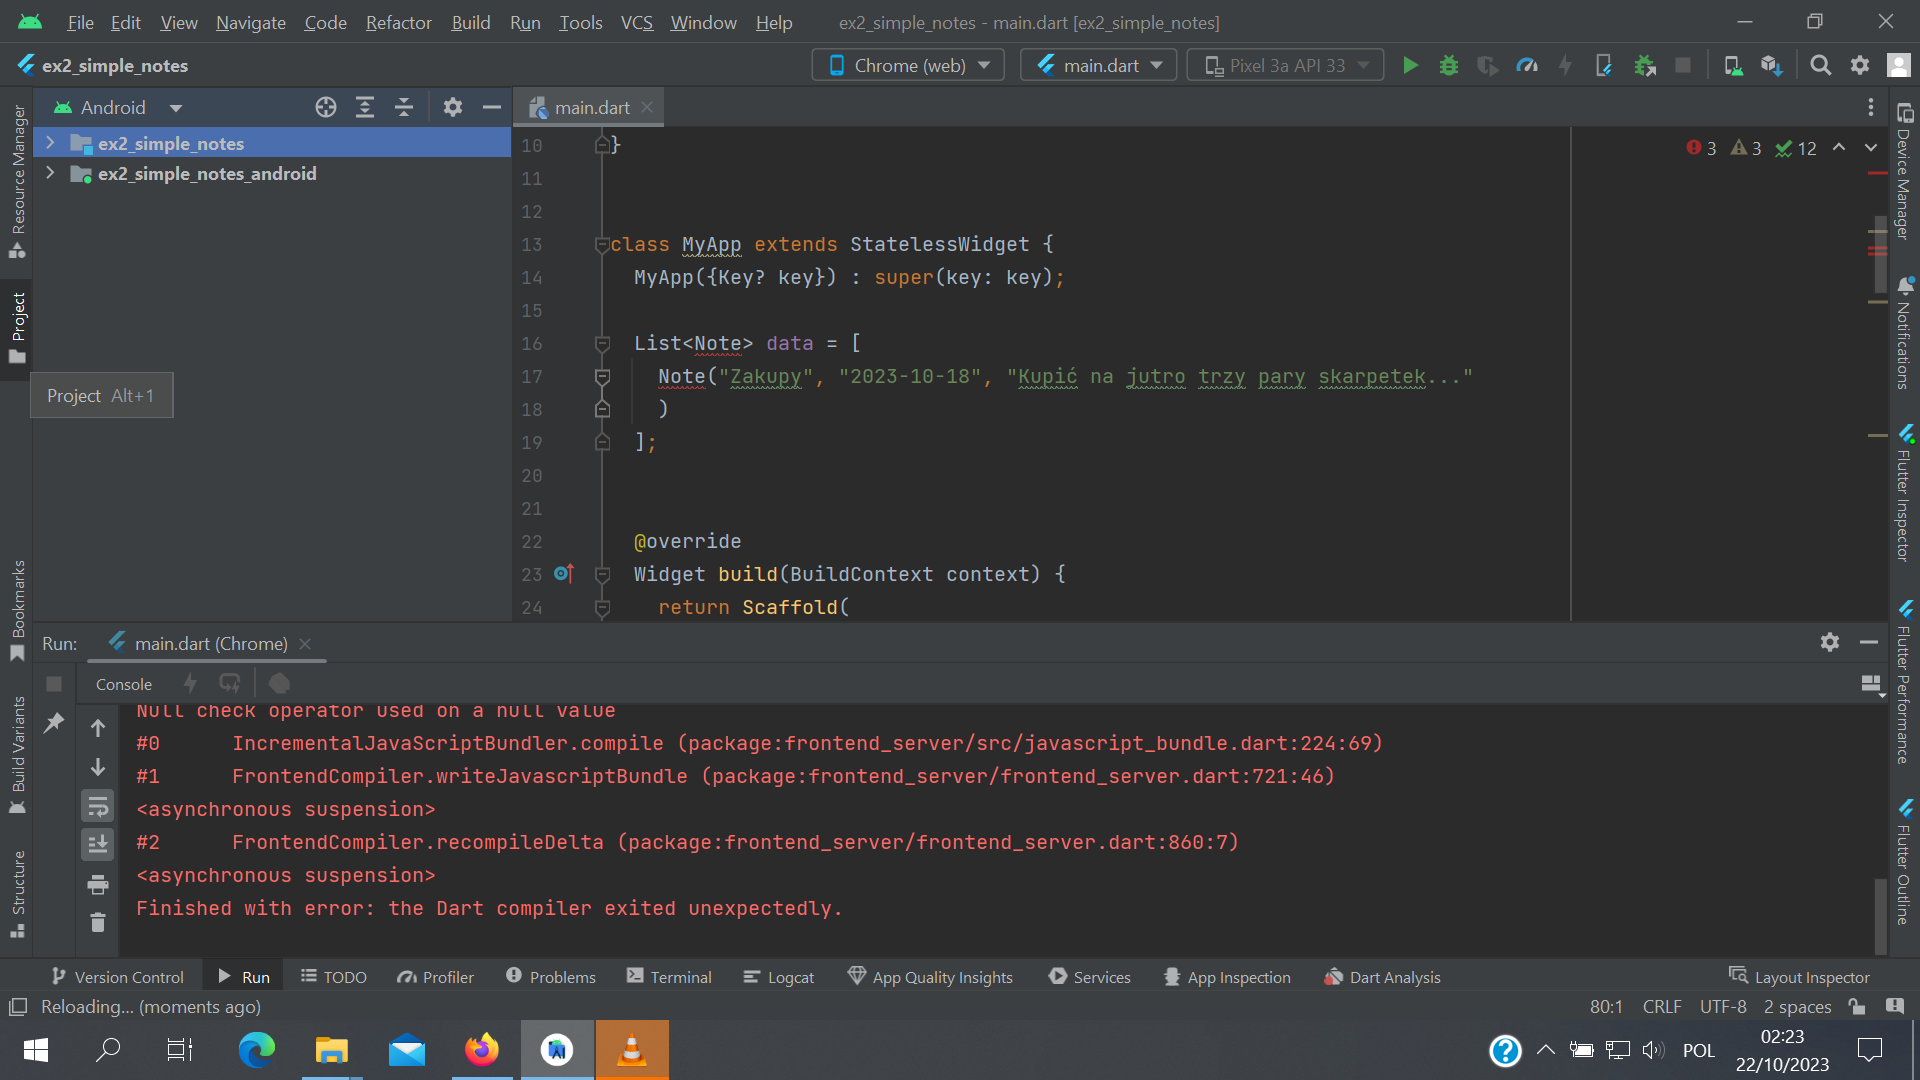 File Edit View Navigate Code Refactor Build Run Tools VCS Window Help ex2_simple_notes - main.dart [ex2_simple_notes]
ex2_simple_notes Chrome (web) main.dart Pixel 3a API 33
Android main.dart
ex2_simple_notes
ex2_simple_notes_android
Project Alt+1
Resource Manager
Project
Bookmarks
Build Variants
Structure
3 3 12
10 }
11
12
13 class MyApp extends StatelessWidget {
14 MyApp({Key? key}) : super(key: key);
15
16 List<Note> data = [
17 Note("Zakupy", "2023-10-18", "Kupić na jutro trzy pary skarpetek..."
18 )
19 ];
20
21
22 @override
23 Widget build(BuildContext context) {
24 return Scaffold(
Device Manager
Notifications
Flutter Inspector
Flutter Performance
Flutter Outline
Run: main.dart (Chrome)
Console
Null check operator used on a null value
#0 IncrementalJavaScriptBundler.compile (package:frontend_server/src/javascript_bundle.dart:224:69)
#1 FrontendCompiler.writeJavascriptBundle (package:frontend_server/frontend_server.dart:721:46)
<asynchronous suspension>
#2 FrontendCompiler.recompileDelta (package:frontend_server/frontend_server.dart:860:7)
<asynchronous suspension>
Finished with error: the Dart compiler exited unexpectedly.
Version Control Run TODO Profiler Problems Terminal Logcat App Quality Insights Services App Inspection Dart Analysis Layout Inspector
Reloading... (moments ago) 80:1 CRLF UTF-8 2 spaces
POL
02:23
22/10/2023